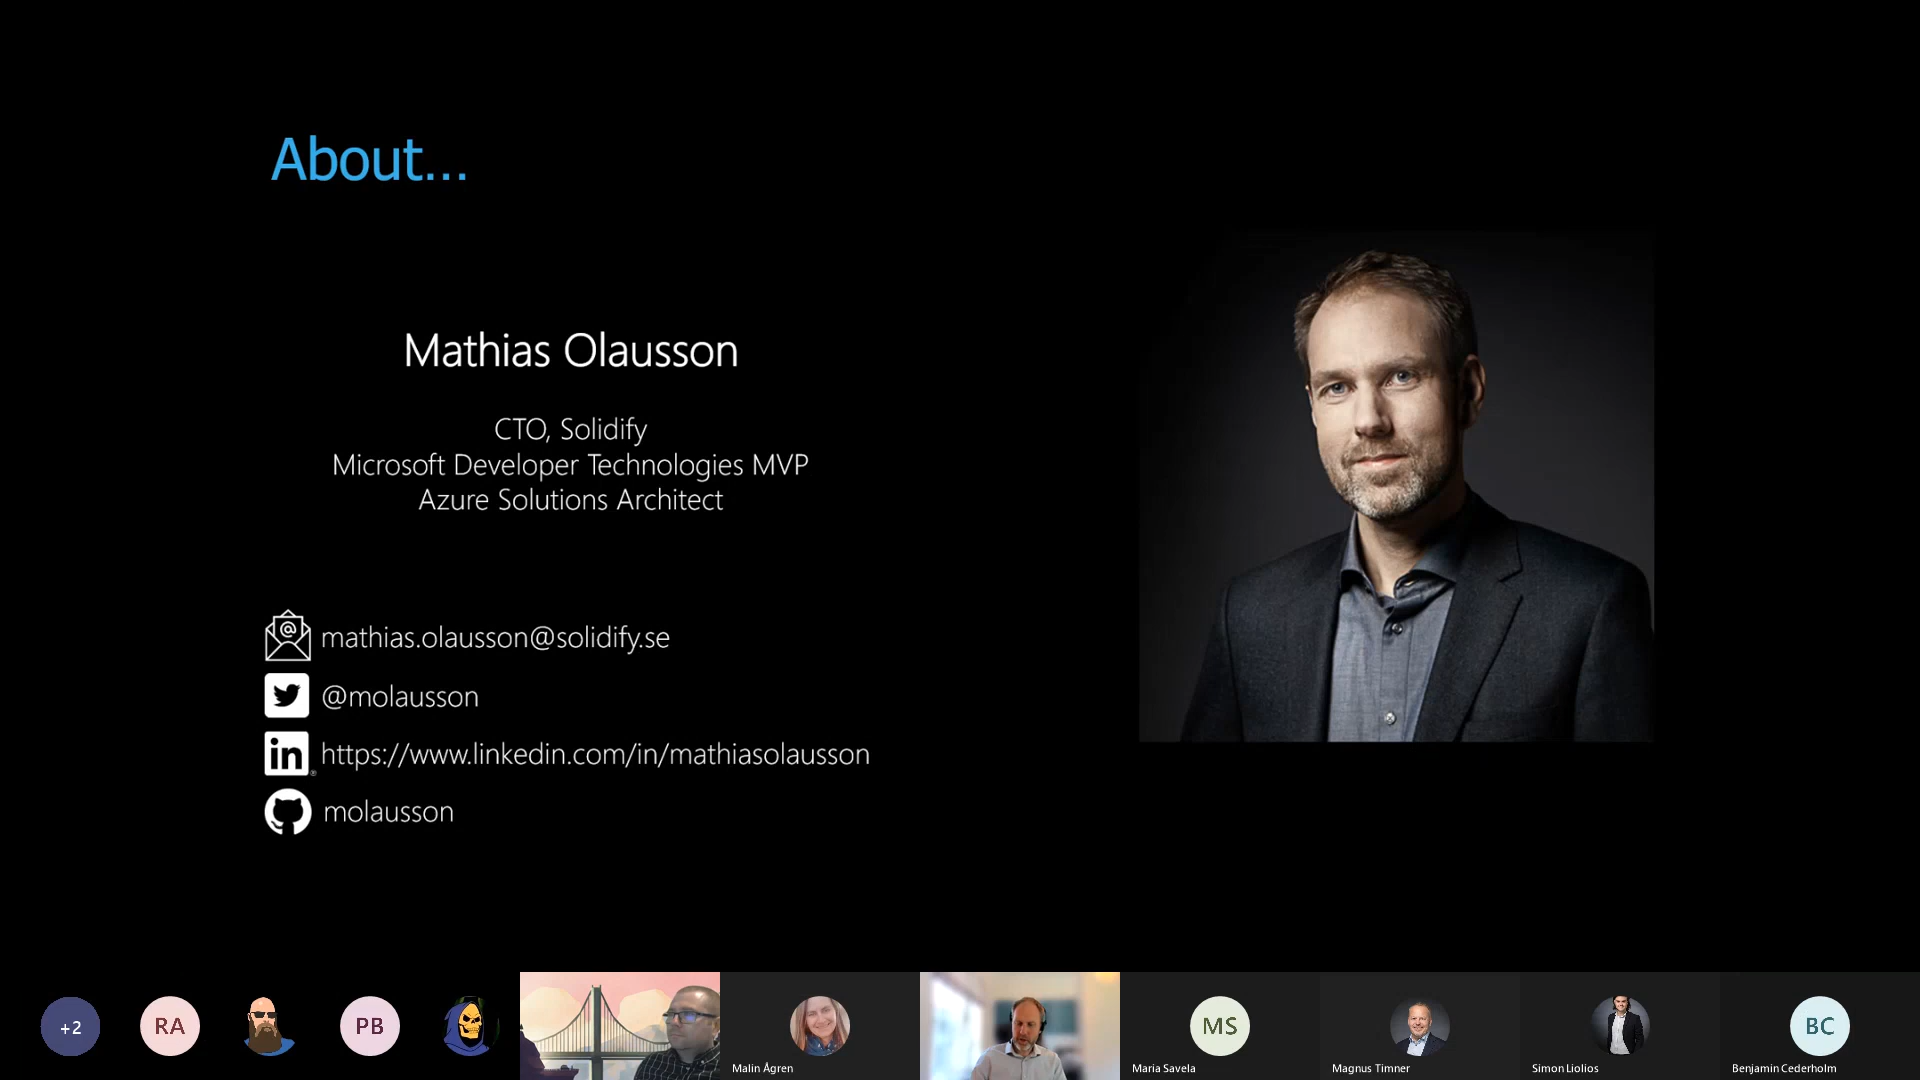 About...
Mathias Olausson
CTO, Solidify
Microsoft Developer Technologies MVP
Azure Solutions Architect
@
mathias.olausson@solidify.se
@molausson
in
https://www.linkedin.com/in/mathiasolausson
molausson
+2
RA
PB
MS
BC
Malin Ågren
Maria Savela
Magnus Timner
Simon Liolios
Benjamin Cederholm